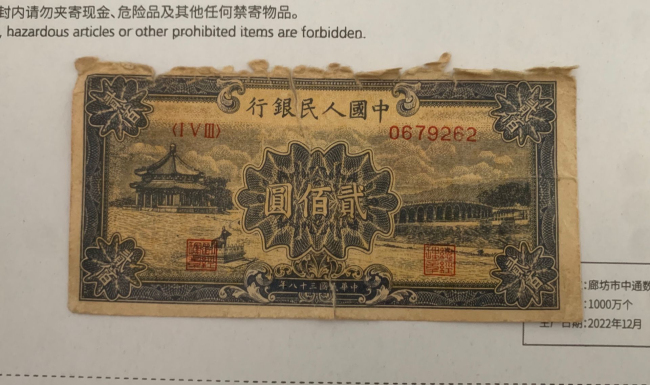 封内请勿夹寄现金、危险品及其他任何禁寄物品。
, hazardous articles or other prohibited items are forbidden.
行銀民人國中
(I V III)
0679262
圓佰貳
年八十三國民華中
:廊坊市中通数
:1000万个
生产日期:2022年12月